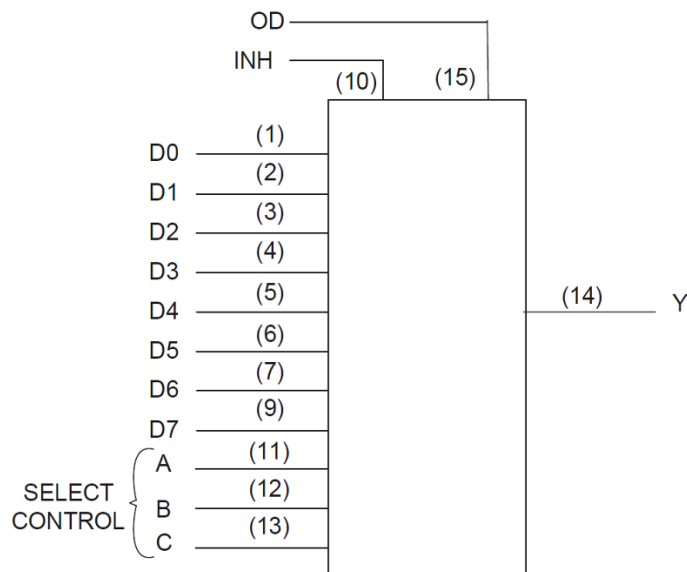 OD
INH
(10) (15)
D0 (1)
D1 (2)
D2 (3)
D3 (4)
D4 (5)
(14) Y
D5 (6)
D6 (7)
D7 (9)
A (11)
SELECT
CONTROL
B (12)
C (13)